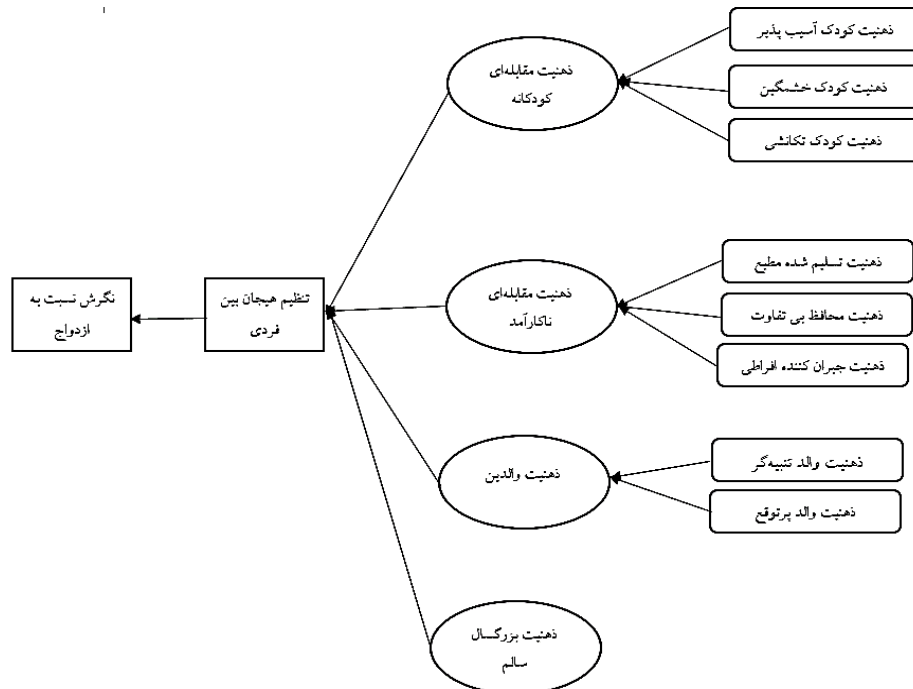 ذهنیت کودک آسیب پذیر
ذهنیت کودک خشمگین
ذهنیت کودک تکانشی
ذهنیت مقابله‌ای
کودکانه
ذهنیت تسلیم شده مطیع
ذهنیت محافظ بی تفاوت
ذهنیت جبران کننده افراطی
ذهنیت مقابله‌ای
ناکارآمد
ذهنیت والد تنبیه‌گر
ذهنیت والد پرتوقع
ذهنیت والدین
ذهنیت بزرگسال
سالم
تنظیم هیجان بین
فردی
نگرش نسبت به
ازدواج